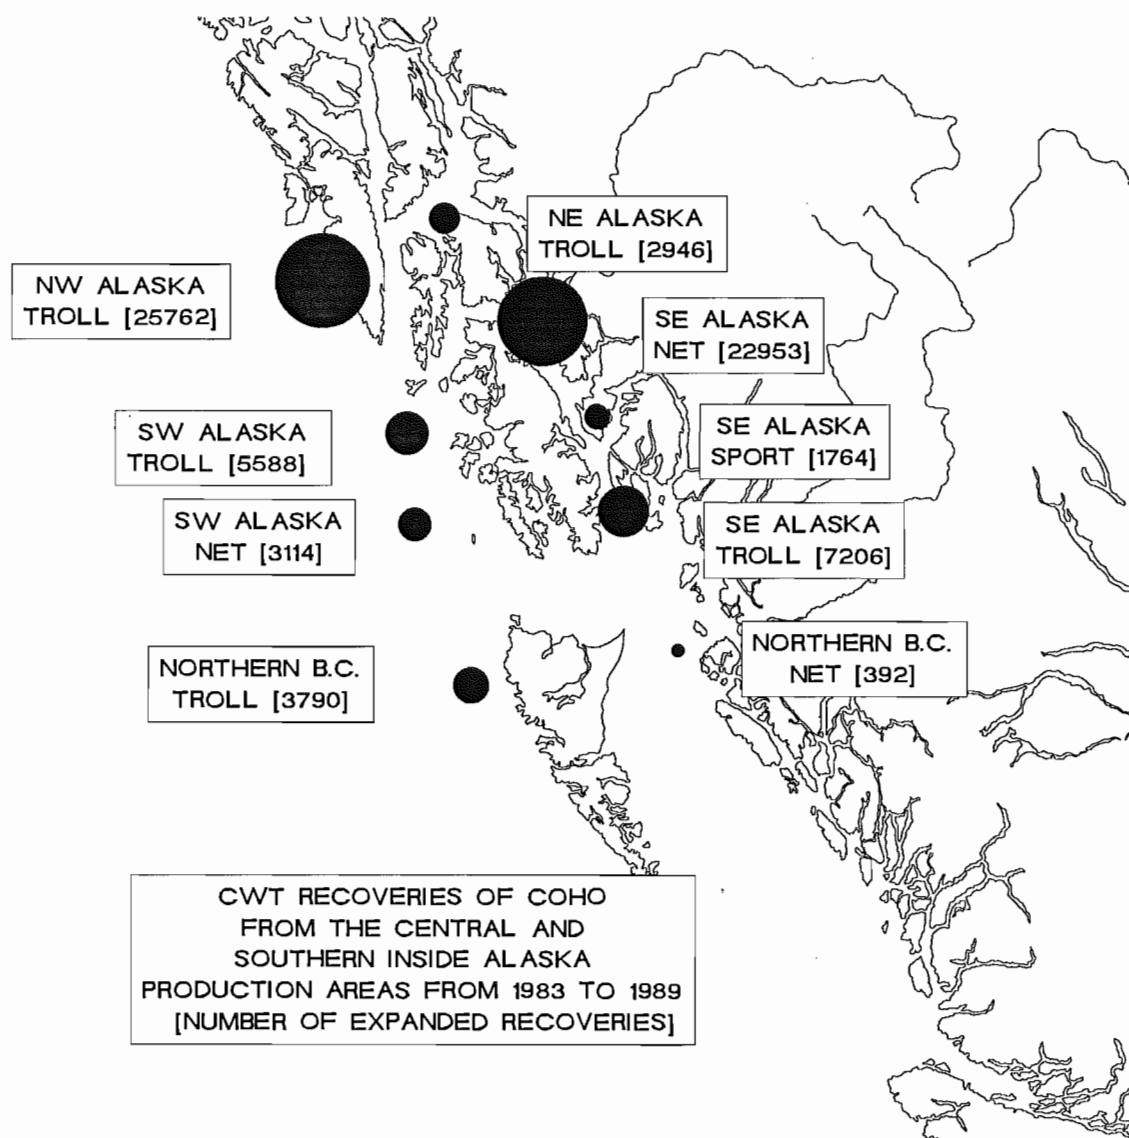 NE ALASKA
TROLL [2946]
NW ALASKA
TROLL [25762]
SE ALASKA
NET [22953]
SW ALASKA
TROLL [5588]
SE ALASKA
SPORT [1764]
SW ALASKA
NET [3114]
SE ALASKA
TROLL [7206]
NORTHERN B.C.
TROLL [3790]
NORTHERN B.C.
NET [392]
CWT RECOVERIES OF COHO
FROM THE CENTRAL AND
SOUTHERN INSIDE ALASKA
PRODUCTION AREAS FROM 1983 TO 1989
[NUMBER OF EXPANDED RECOVERIES]